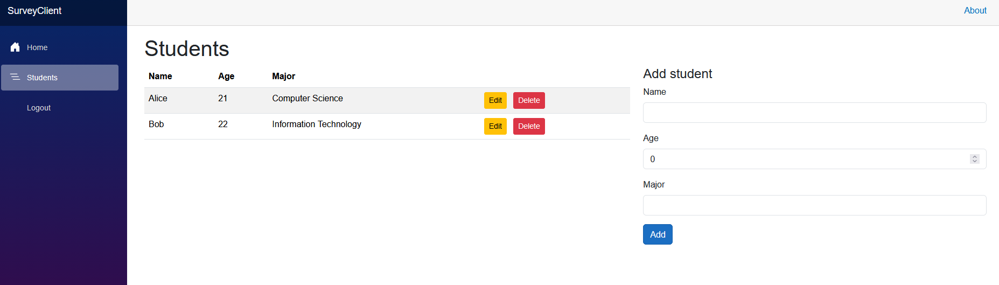 SurveyClient
About
Home
Students
Logout
Students
Name Age Major
Alice 21 Computer Science Edit Delete
Bob 22 Information Technology Edit Delete
Add student
Name
Age
0
Major
Add